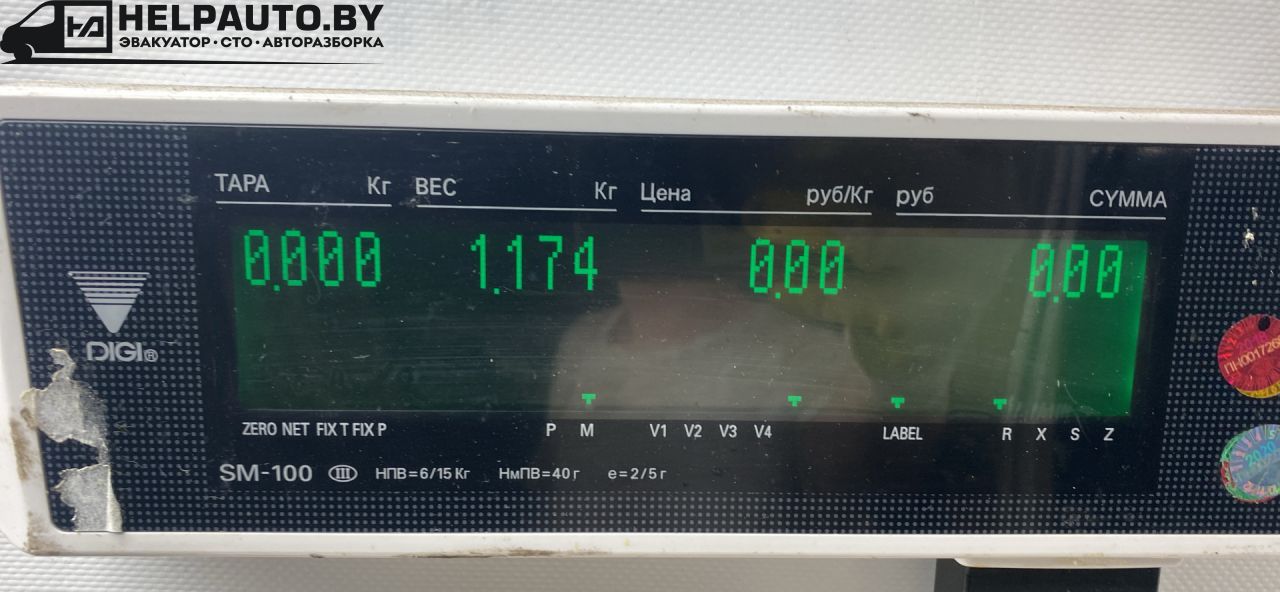 HELPAUTO.BY
ЭВАКУАТОР·СТО·АВТОРАЗБОРКА
ТАРА Кг ВЕС Кг Цена руб/Кг руб СУММА
0.000 1.174 0.00 0.00
DIGI®
ZERO NET FIX T FIX P P M V1 V2 V3 V4 LABEL R X S Z
SM-100 III НПВ=6/15 Кг НмПВ=40 г e=2/5 г
2020